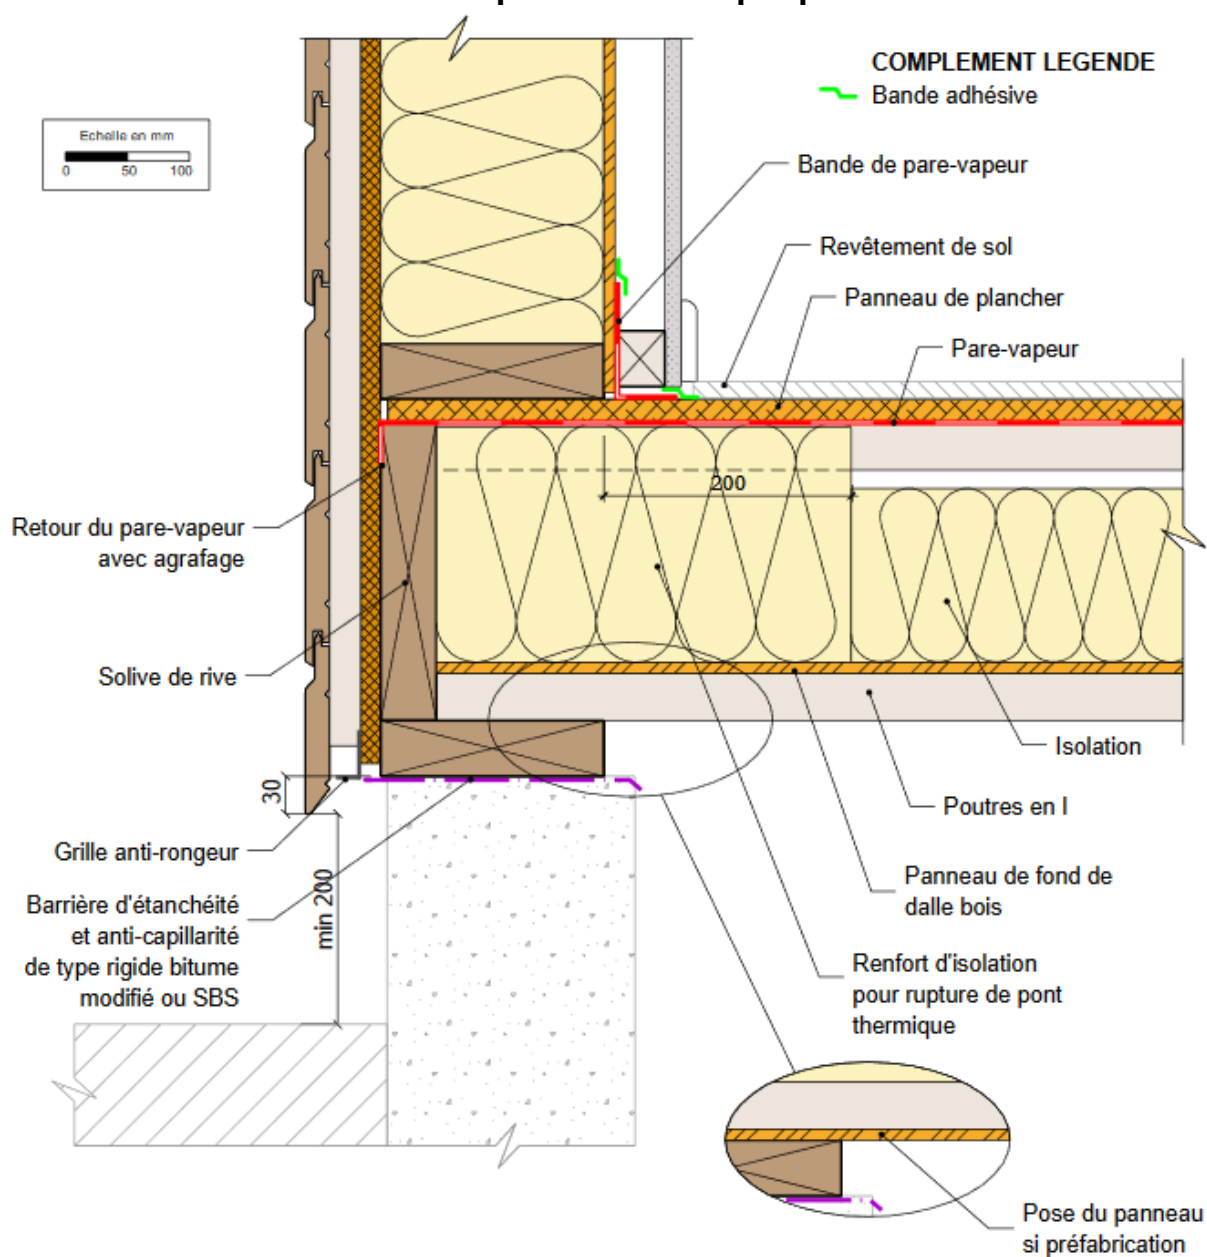 COMPLEMENT LEGENDE
Bande adhésive
Echelle en mm
0 50 100
Bande de pare-vapeur
Revêtement de sol
Panneau de plancher
Pare-vapeur
200
Retour du pare-vapeur
avec agrafage
Solive de rive
Isolation
30
Poutres en I
Grille anti-rongeur
Panneau de fond de
dalle bois
Barrière d'étanchéité
et anti-capillarité
de type rigide bitume
modifié ou SBS
min 200
Renfort d'isolation
pour rupture de pont
thermique
Pose du panneau
si préfabrication